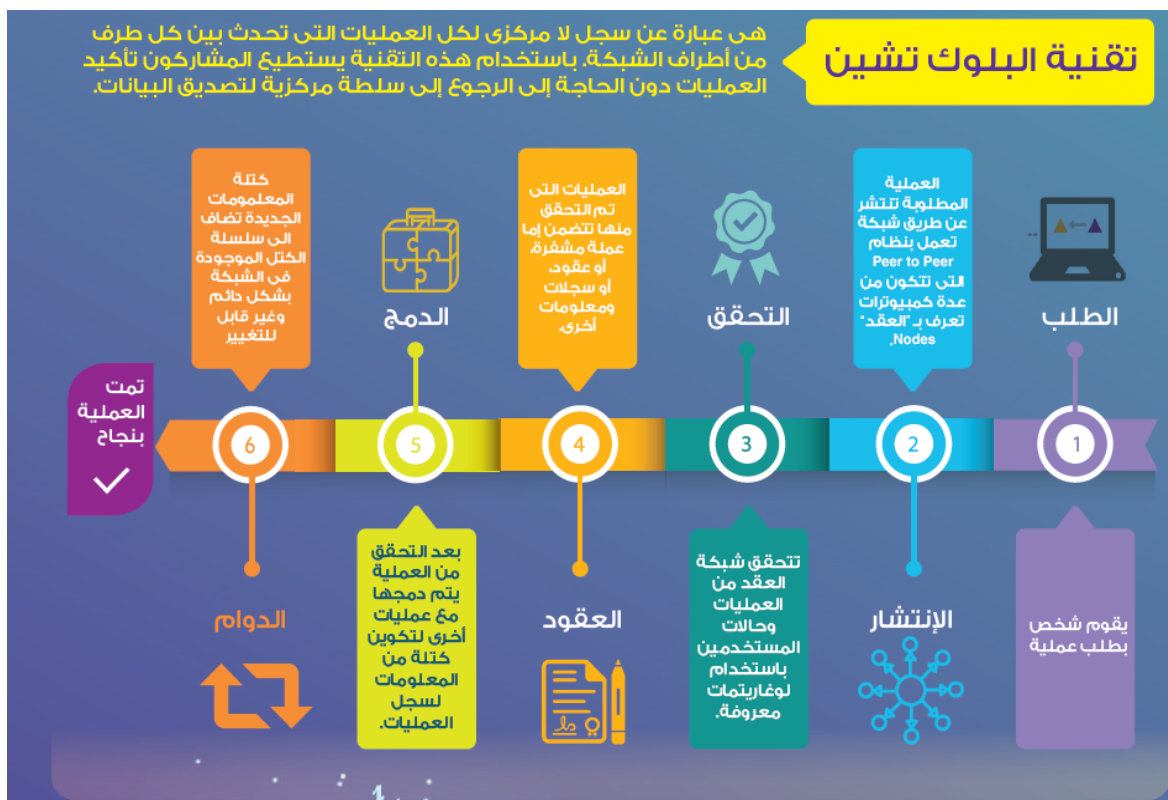 تقنية البلوك تشين
هى عبارة عن سجل لا مركزى لكل العمليات التى تحدث بين كل طرف
من أطراف الشبكة. باستخدام هذه التقنية يستطيع المشاركون تأكيد
العمليات دون الحاجة إلى الرجوع إلى سلطة مركزية لتصديق البيانات.
الطلب
1
يقوم شخص
بطلب عملية
العملية
المطلوبة تنتشر
عن طريق شبكة
تعمل بنظام
Peer to Peer
التى تتكون من
عدة كمبيوترات
تعرف بـ "العقد"
Nodes.
2
الإنتشار
التحقق
3
تتحقق شبكة
العقد من
العمليات
وحالات
المستخدمين
باستخدام
لوغاريتمات
معروفة.
العمليات التى
تم التحقق
منها تتضمن إما
عملة مشفرة،
أو عقود،
أو سجلات
ومعلومات
أخرى.
4
العقود
الدمج
5
بعد التحقق
من العملية
يتم دمجها
مع عمليات
أخرى لتكوين
كتلة من
المعلومات
لسجل
العمليات.
كتلة
المعلمومات
الجديدة تضاف
الى سلسلة
الكتل الموجودة
فى الشبكة
بشكل دائم
وغير قابل
للتغيير
6
الدوام
تمت
العملية
بنجاح